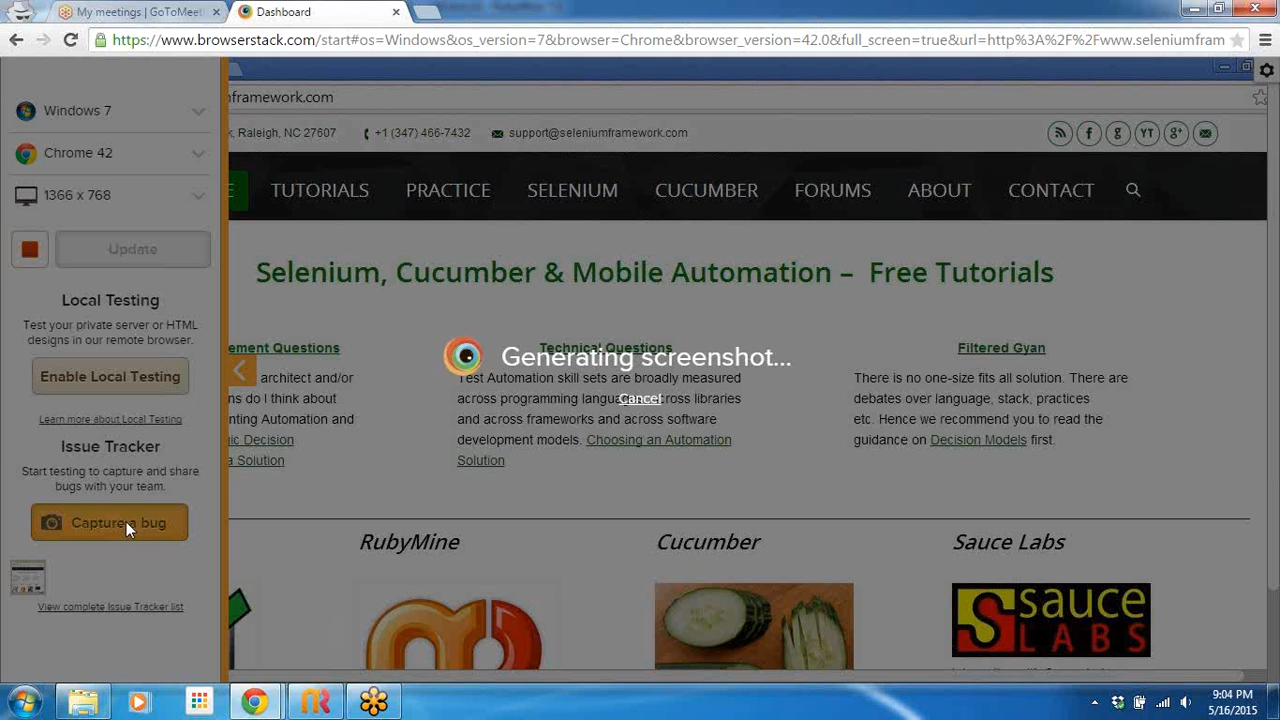 My meetings | GoToMeeti
Dashboard
https://www.browserstack.com/start#os=Windows&os_version=7&browser=Chrome&browser_version=42.0&full_screen=true&url=http%3A%2F%2Fwww.seleniumfram
Windows 7
Chrome 42
1366 x 768
Update
Local Testing
Test your private server or HTML
designs in our remote browser.
Enable Local Testing
Learn more about Local Testing
Issue Tracker
Start testing to capture and share
bugs with your team.
Capture a bug
View complete Issue Tracker list
mframework.com
k, Raleigh, NC 27607
+1 (347) 466-7432
support@seleniumframework.com
f g YT g+
E TUTORIALS PRACTICE SELENIUM CUCUMBER FORUMS ABOUT CONTACT
Selenium, Cucumber & Mobile Automation – Free Tutorials
Generating screenshot...
Cancel
ement Questions
architect and/or
ns do I think about
nting Automation and
gic Decision
a Solution
Technical Questions
Test Automation skill sets are broadly measured
across programming languages, cross libraries
and across frameworks and across software
development models. Choosing an Automation
Solution
Filtered Gyan
There is no one-size fits all solution. There are
debates over language, stack, practices
etc. Hence we recommend you to read the
guidance on Decision Models first.
RubyMine
Cucumber
Sauce Labs
sauce
LABS
9:04 PM
5/16/2015